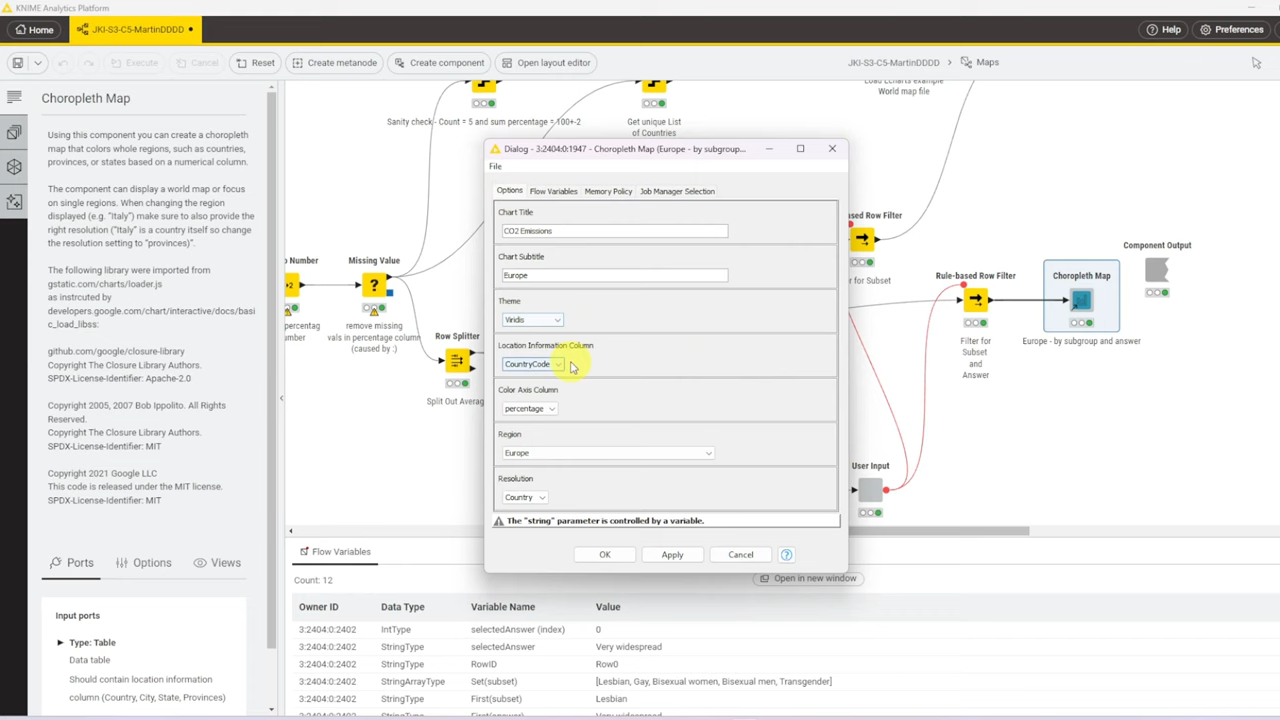 KNIME Analytics Platform
Home
JKI-S3-C5-MartinDDDD
Help
Preferences
Execute
Cancel
Reset
Create metanode
Create component
Open layout editor
JKI-S3-C5-MartinDDDD > Maps
Choropleth Map
Using this component you can create a choropleth
map that colors whole regions, such as countries,
provinces, or states based on a numerical column.
The component can display a world map or focus
on single regions. When changing the region
displayed (e.g. "Italy") make sure to also provide the
right resolution ("Italy" is a country itself so change
the resolution setting to "provinces)".
The following library were imported from
gstatic.com/charts/loader.js
as instrcuted by
developers.google.com/chart/interactive/docs/basi
c_load_libss:
github.com/google/closure-library
Copyright The Closure Library Authors.
SPDX-License-Identifier: Apache-2.0
Copyright 2005, 2007 Bob Ippolito. All Rights
Reserved.
Copyright The Closure Library Authors.
SPDX-License-Identifier: MIT
Copyright 2021 Google LLC
This code is released under the MIT license.
SPDX-License-Identifier: MIT
Ports
Options
Views
Input ports
Type: Table
Data table
Should contain location information
column (Country, City, State, Provinces)
Sanity check - Count = 5 and sum percentage = 100+-2
Get unique List
of Countries
World map file
Number
Missing Value
percentag
number
remove missing
vals in percentage column
(caused by :)
Row Splitter
Split Out Averag
Row Filter
for Subset
Rule-based Row Filter
Filter for
Subset
and
Answer
Choropleth Map
Europe - by subgroup and answer
Component Output
User Input
Dialog - 3:2404:0:1947 - Choropleth Map (Europe - by subgroup...
File
Options
Flow Variables
Memory Policy
Job Manager Selection
Chart Title
CO2 Emissions
Chart Subtitle
Europe
Theme
Viridis
Location Information Column
CountryCode
Color Axis Column
percentage
Region
Europe
Resolution
Country
The "string" parameter is controlled by a variable.
OK
Apply
Cancel
?
Flow Variables
Count: 12
Open in new window
Owner ID Data Type Variable Name Value
3:2404:0:2402 IntType selectedAnswer (index) 0
3:2404:0:2402 StringType selectedAnswer Very widespread
3:2404:0:2402 StringType RowID Row0
3:2404:0:2402 StringArrayType Set(subset) [Lesbian, Gay, Bisexual women, Bisexual men, Transgender]
3:2404:0:2402 StringType First(subset) Lesbian